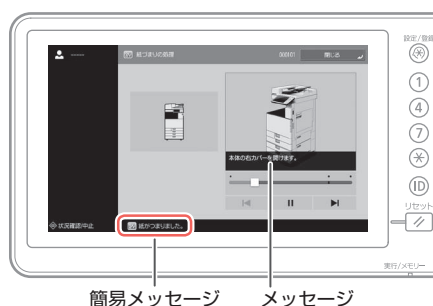 設定/登録
紙づまりの処理
000101
閉じる
1
4
7
ID
本体の右カバーを開けます。
リセット
状況確認/中止
紙がつまりました。
実行/メモリー
簡易メッセージ
メッセージ